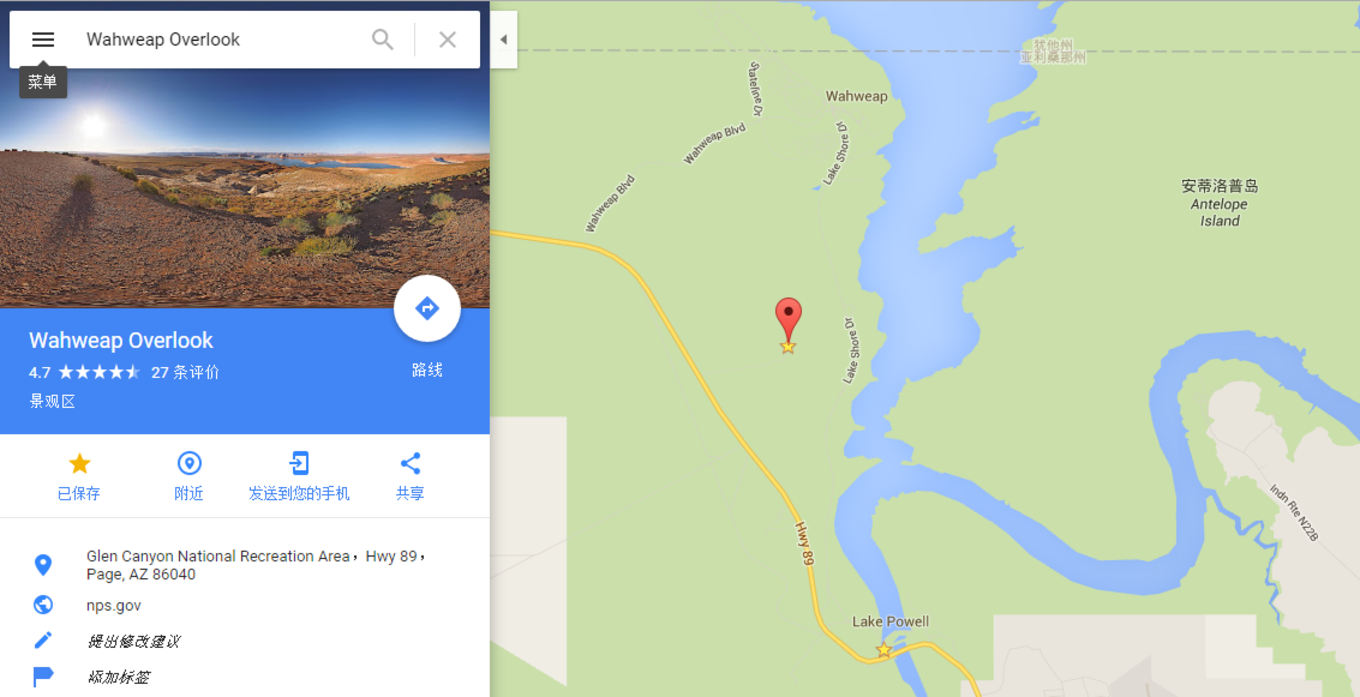 Wahweap Overlook
菜单
Wahweap Overlook
4.7 27 条评价
景观区
路线
已保存
附近
发送到您的手机
共享
Glen Canyon National Recreation Area，Hwy 89，
Page, AZ 86040
nps.gov
提出修改建议
添加标签
犹他州
亚利桑那州
Stateline Dr
Wahweap
Wahweap Blvd
Lake Shore Dr
Wahweap Blvd
安蒂洛普岛
Antelope
Island
Lake Shore Dr
Indn Rte N22B
Hwy 89
Lake Powell